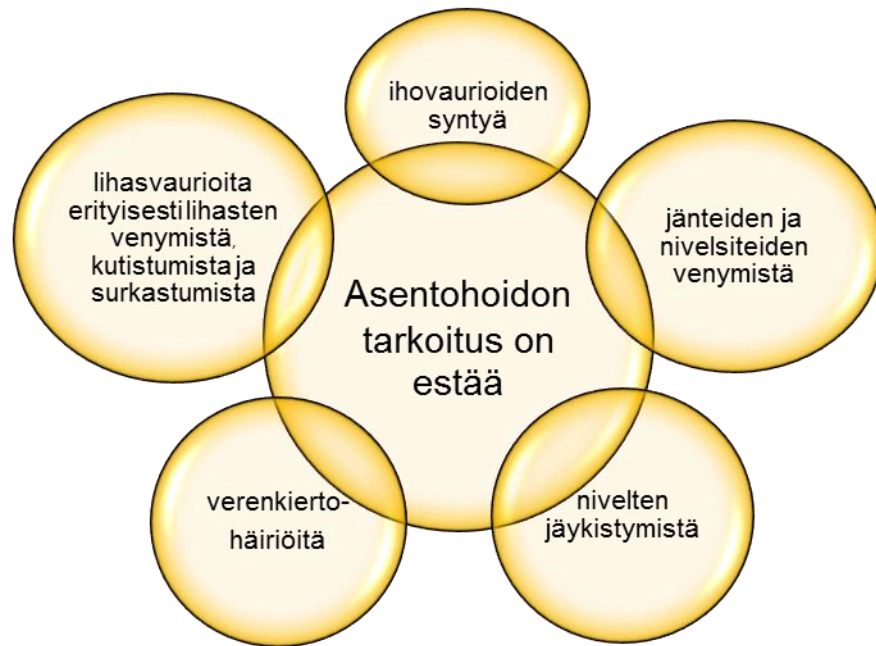 ihovaurioiden
syntyä
lihasvaurioita
erityisesti lihasten
venymistä,
kutistumista ja
surkastumista
jänteiden ja
nivelsiteiden
venymistä
Asentohoidon
tarkoitus on
estää
verenkierto-
häiriöitä
nivelten
jäykistymistä